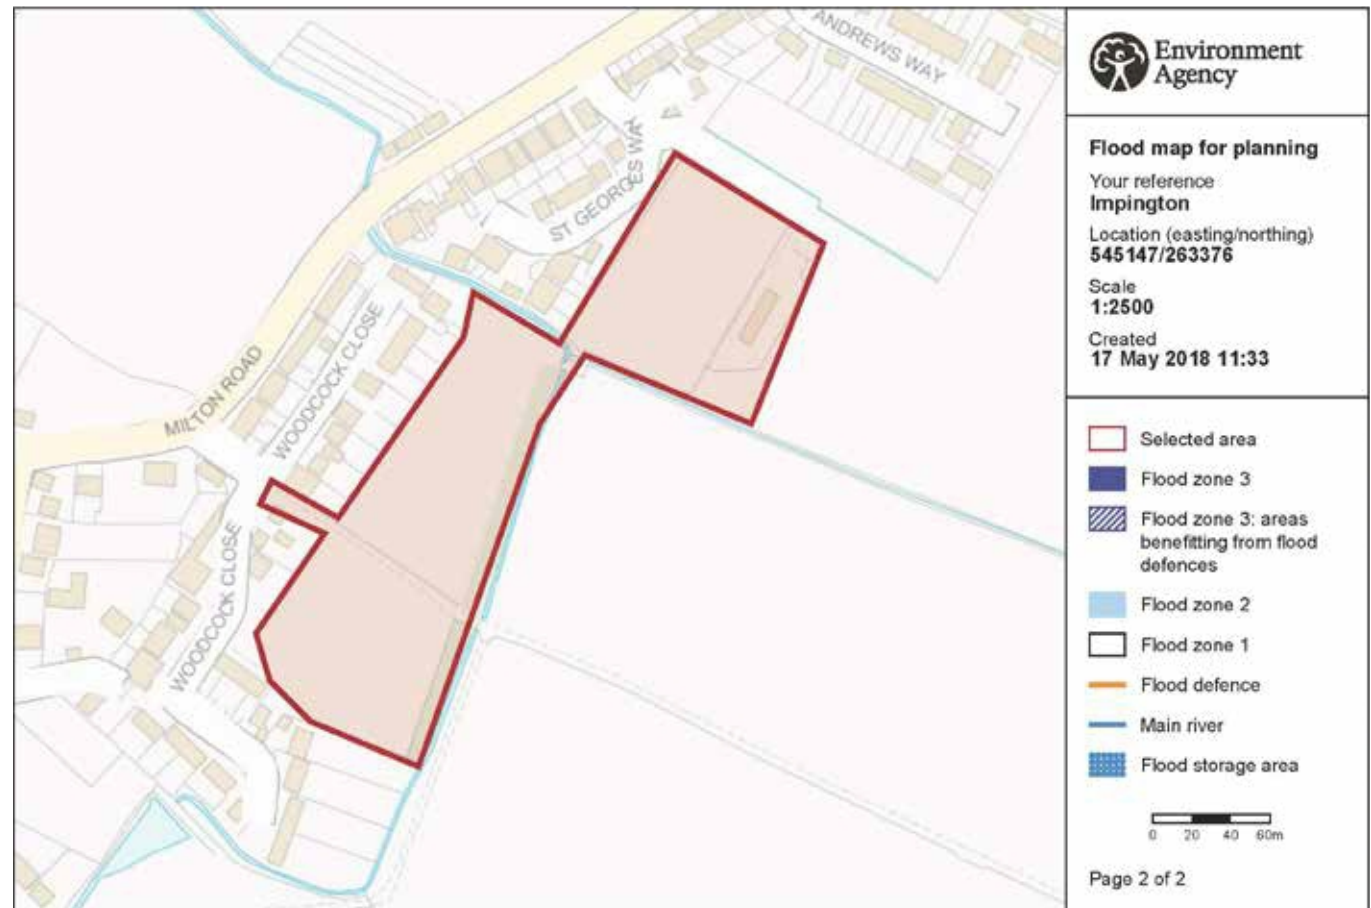 ANDREWS WAY
ST GEORGES WAY
MILTON ROAD
WOODCOCK CLOSE
WOODCOCK CLOSE
Environment
Agency
Flood map for planning
Your reference
Impington
Location (easting/northing)
545147/263376
Scale
1:2500
Created
17 May 2018 11:33
Selected area
Flood zone 3
Flood zone 3: areas
benefitting from flood
defences
Flood zone 2
Flood zone 1
Flood defence
Main river
Flood storage area
0 20 40 60m
Page 2 of 2